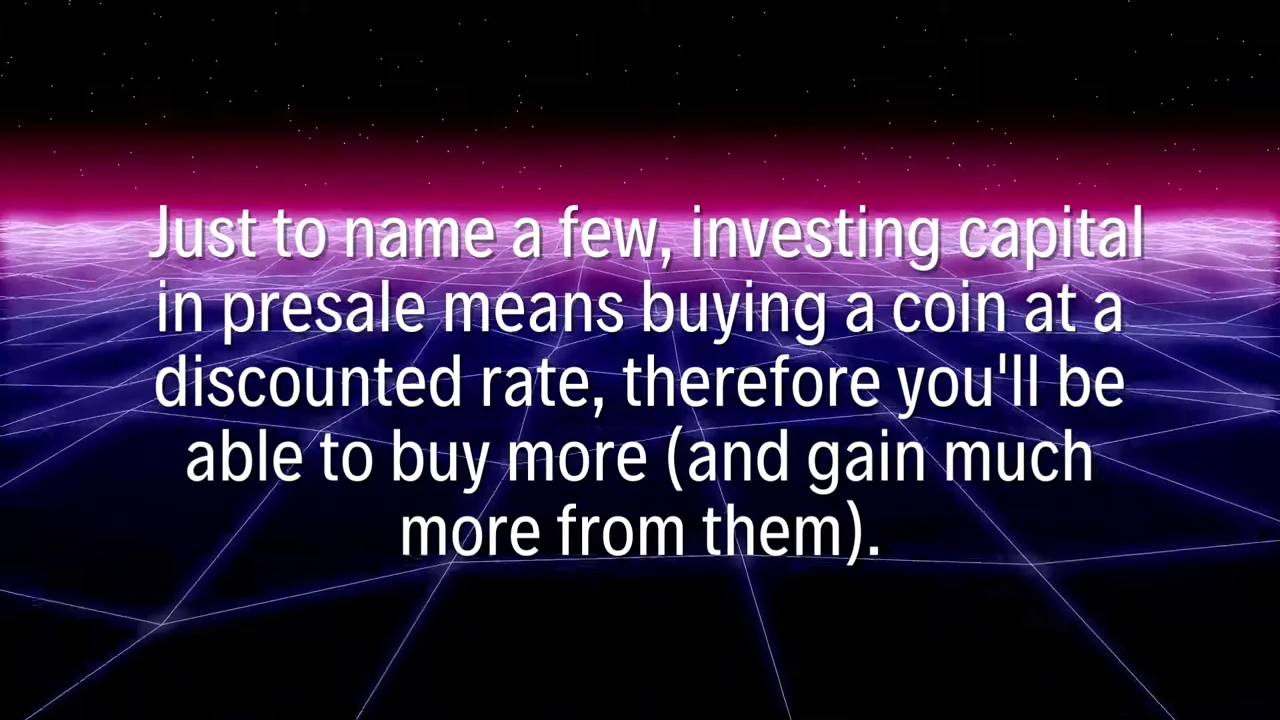 Just to name a few, investing capital
in presale means buying a coin at a
discounted rate, therefore you'll be
able to buy more (and gain much
more from them).